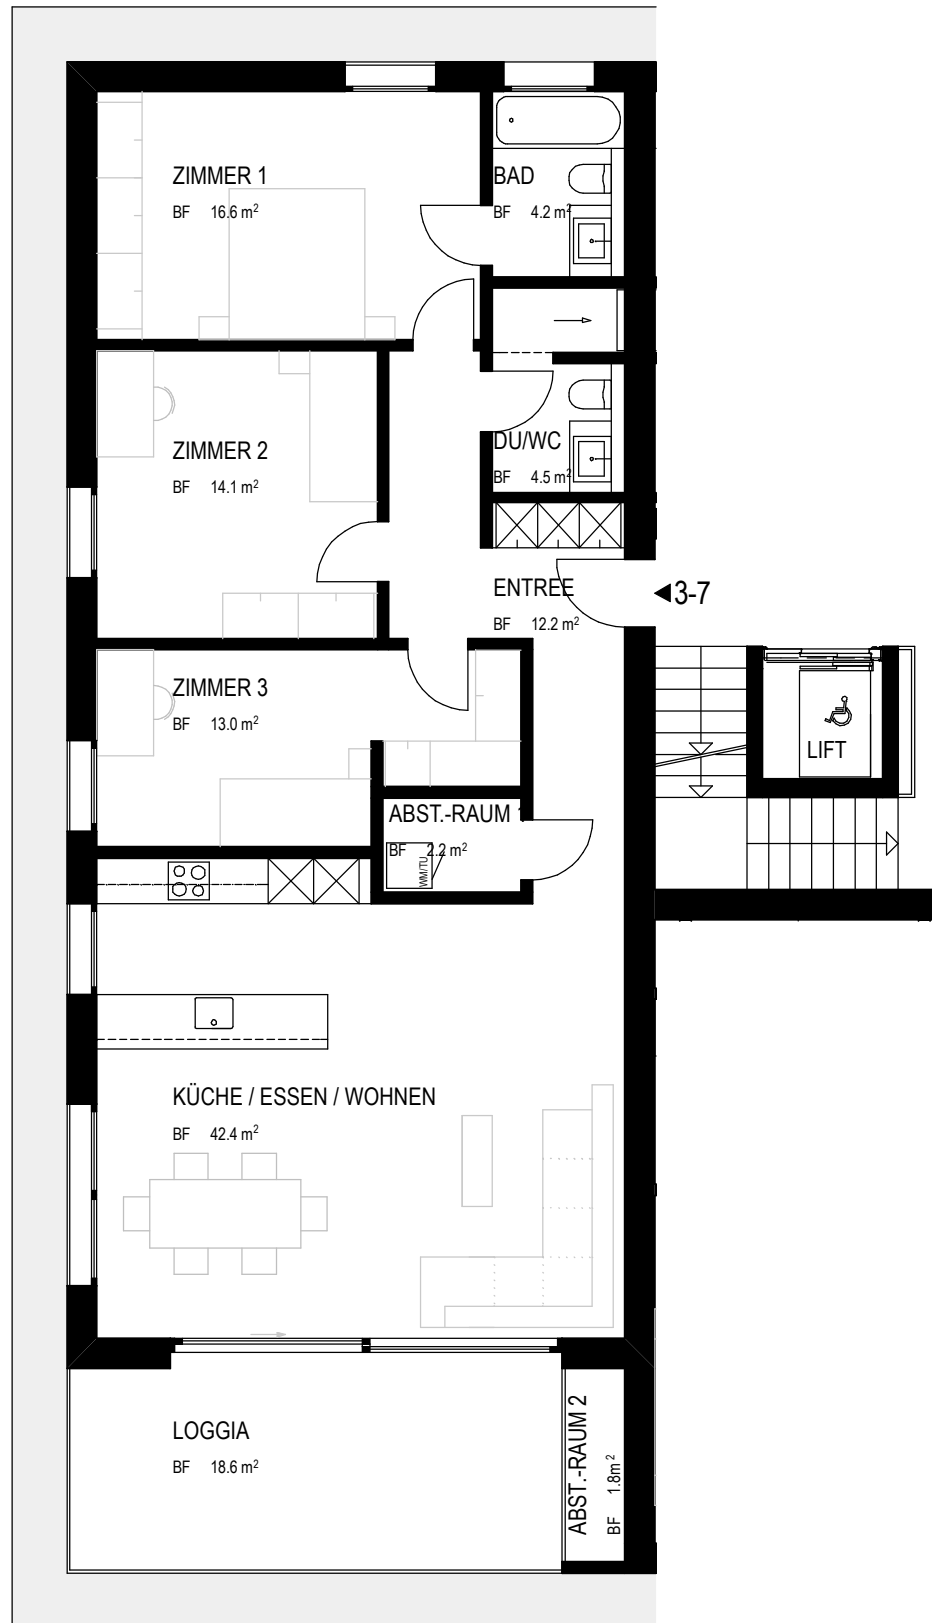 ZIMMER 1
BF 16.6 m²
BAD
BF 4.2 m²
ZIMMER 2
BF 14.1 m²
DU/WC
BF 4.5 m²
ENTREE
BF 12.2 m²
3-7
ZIMMER 3
BF 13.0 m²
LIFT
ABST.-RAUM 1
BF 2.2 m²
WM/TU
KÜCHE / ESSEN / WOHNEN
BF 42.4 m²
LOGGIA
BF 18.6 m²
ABST.-RAUM 2
BF 1.8m²